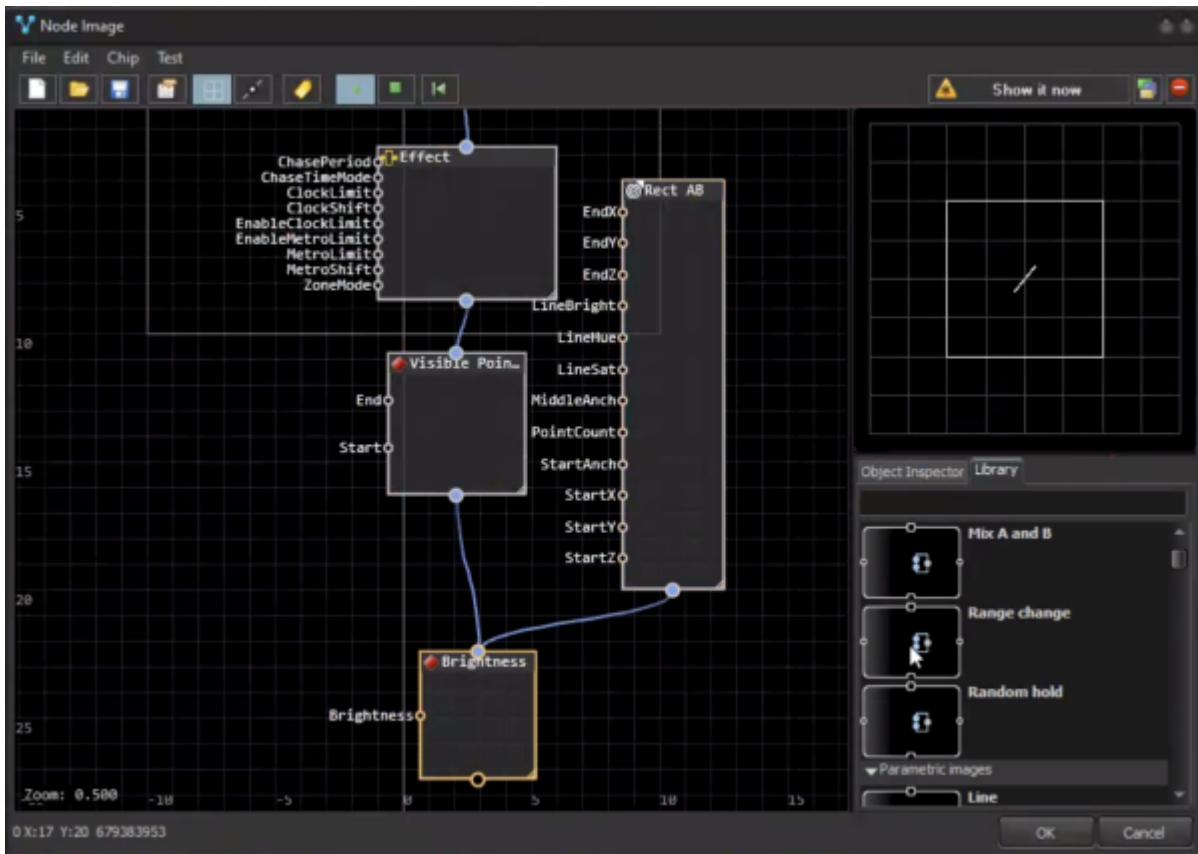 Node Image
File Edit Chip Test
Show it now
Effect
ChasePeriod
ChaseTimeMode
ClockLimit
ClockShift
EnableClockLimit
EnableMetroLimit
MetroLimit
MetroShift
ZoneMode
Rect AB
EndX
EndY
EndZ
LineBright
LineHue
LineSat
MiddleAnch
PointCount
StartAnch
StartX
StartY
StartZ
Visible Poin…
End
Start
Brightness
Brightness
5
10
15
20
25
Zoom: 0.500
-10 -5 0 5 10 15
Object Inspector Library
Mix A and B
Range change
Random hold
Parametric images
Line
0 X:17 Y:20 679383953
OK Cancel